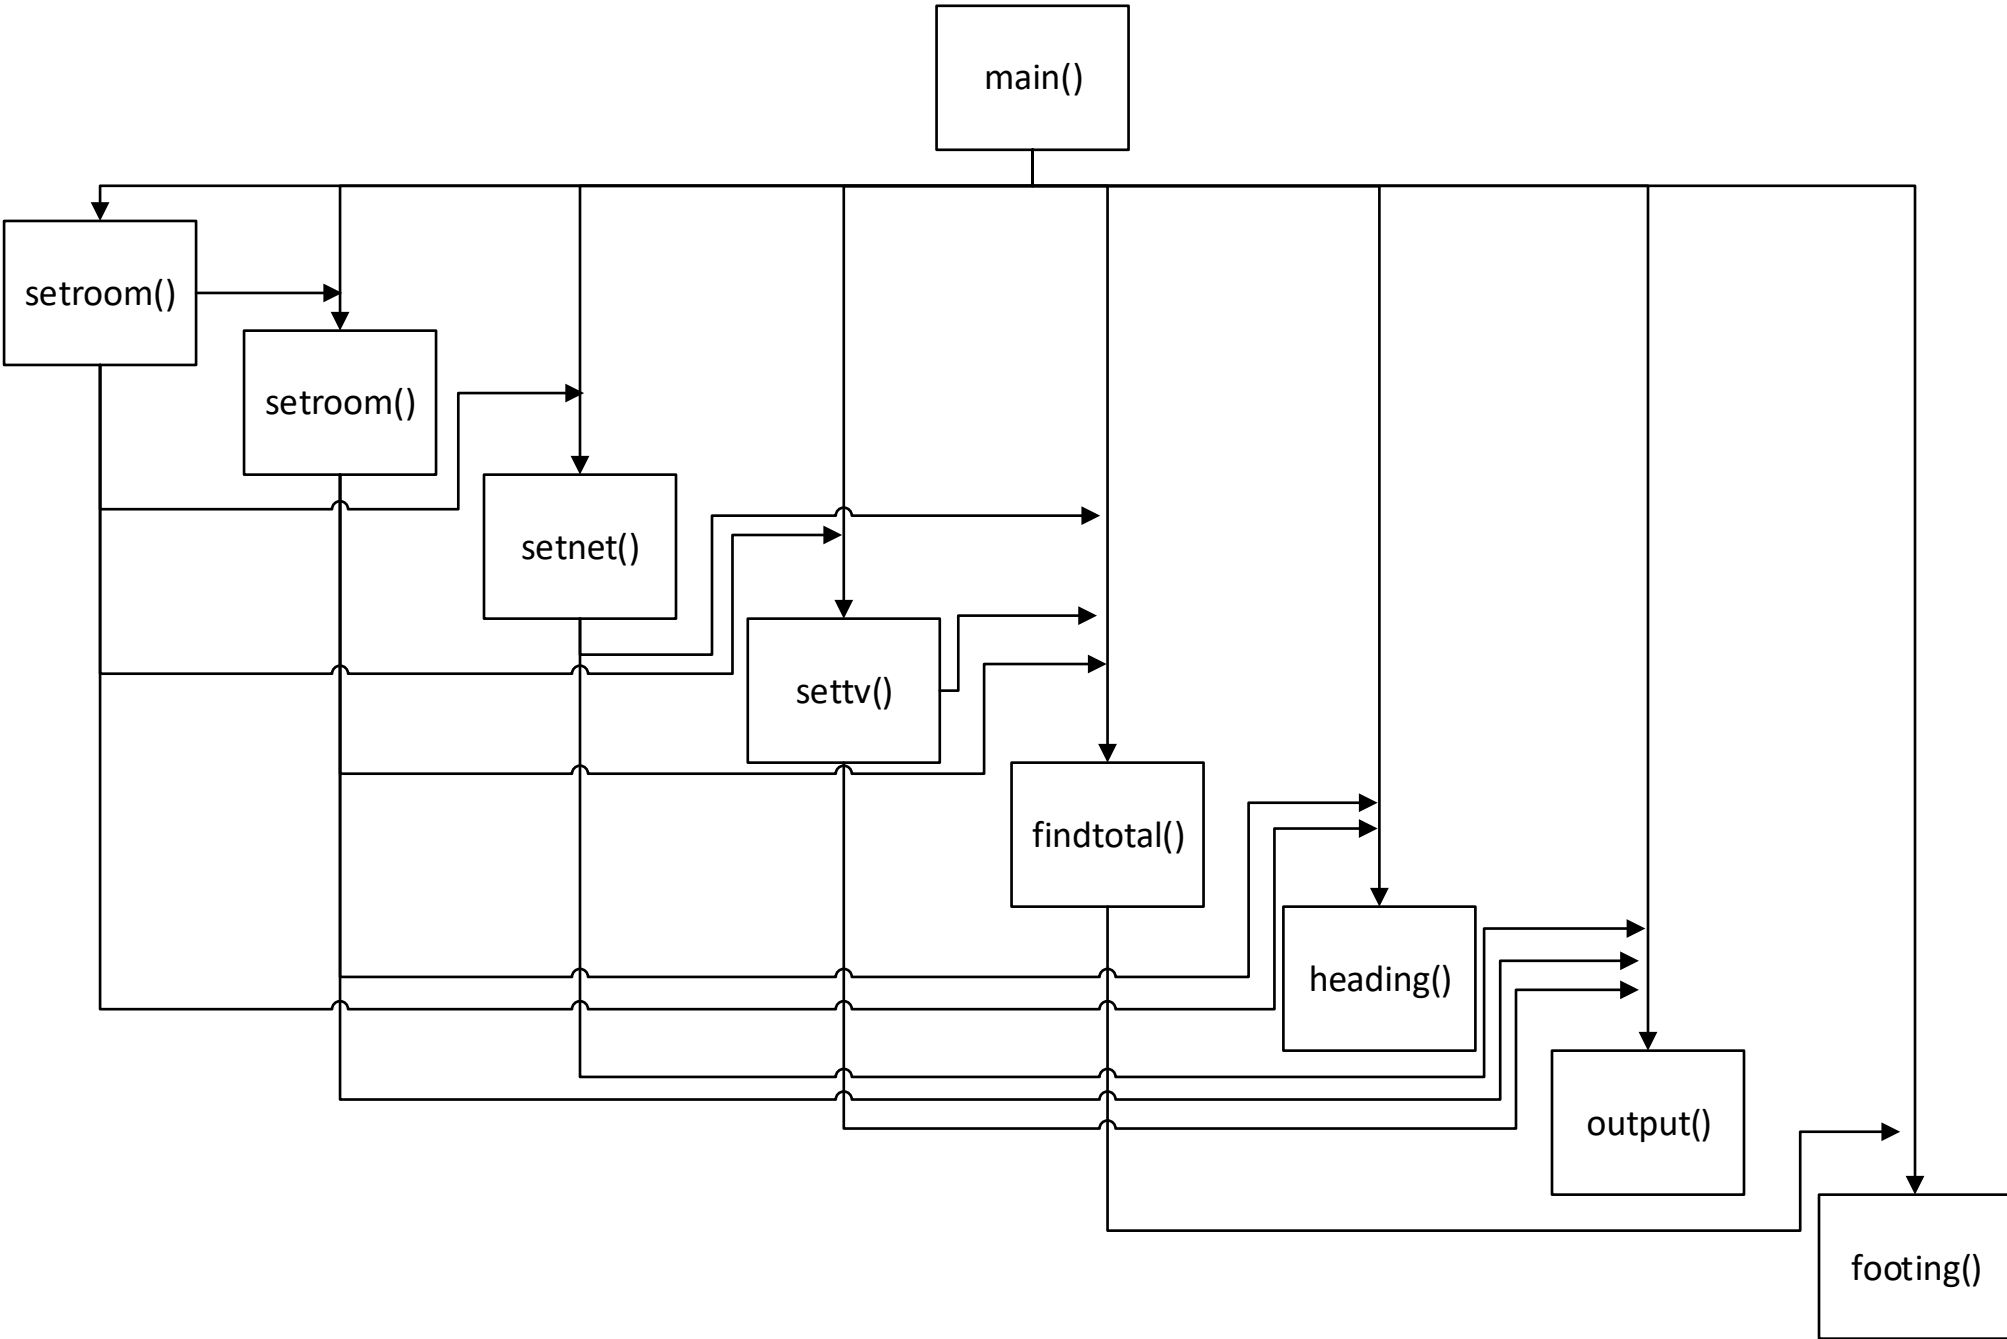 main()
setroom()
setroom()
setnet()
settv()
findtotal()
heading()
output()
footing()